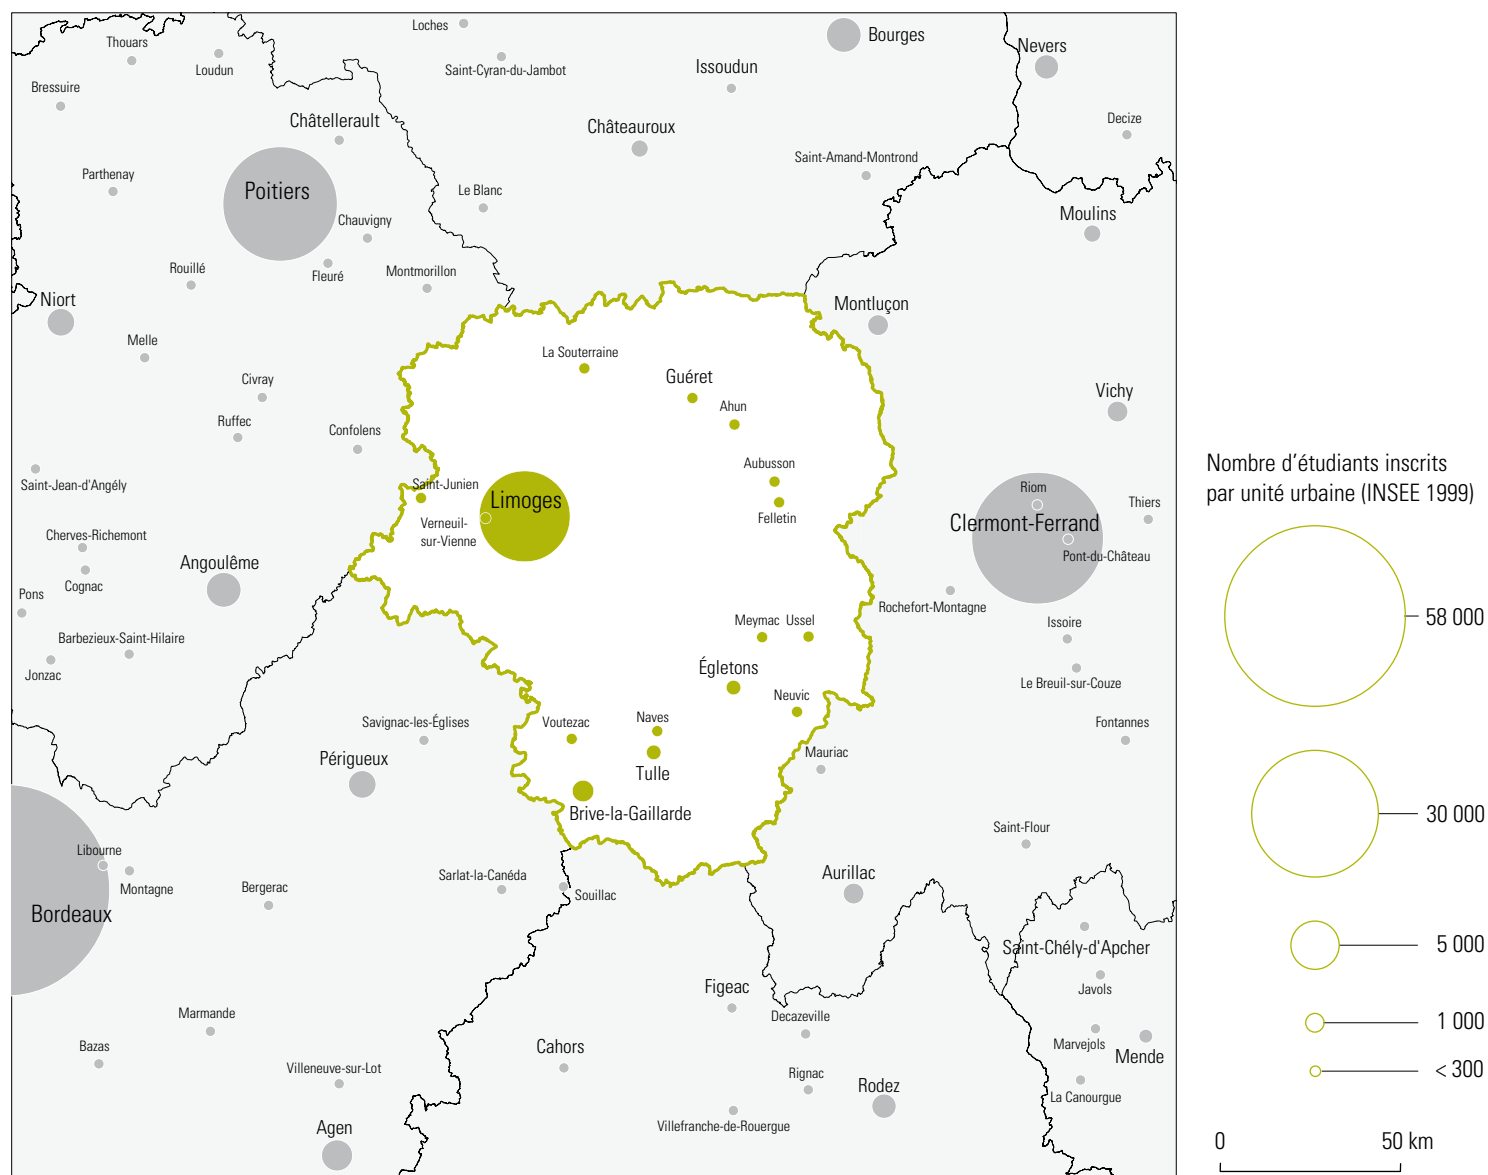 Loches
Thouars
Bourges
Nevers
Loudun
Saint-Cyran-du-Jambot
Issoudun
Bressuire
Châtellerault
Châteauroux
Decize
Saint-Amand-Montrond
Parthenay
Poitiers
Le Blanc
Chauvigny
Moulins
Rouillé
Fleuré
Montmorillon
Niort
Montluçon
Melle
La Souterraine
Guéret
Civray
Vichy
Ahun
Ruffec
Confolens
Aubusson
Saint-Jean-d'Angély
Saint-Junien
Limoges
Riom
Thiers
Felletin
Clermont-Ferrand
Verneuil-
sur-Vienne
Cherves-Richemont
Pont-du-Château
Angoulême
Cognac
Pons
Rochefort-Montagne
Meymac
Ussel
Issoire
Barbezieux-Saint-Hilaire
Jonzac
Égletons
Le Breuil-sur-Couze
Neuvic
Savignac-les-Églises
Voutezac
Naves
Fontannes
Périgueux
Mauriac
Tulle
Brive-la-Gaillarde
Saint-Flour
Libourne
Montagne
Bergerac
Sarlat-la-Canéda
Souillac
Aurillac
Bordeaux
Saint-Chély-d'Apcher
Figeac
Javols
Marmande
Decazeville
Bazas
Cahors
Marvejols
Mende
Villeneuve-sur-Lot
Rignac
Rodez
La Canourgue
Agen
Villefranche-de-Rouergue
Nombre d'étudiants inscrits
par unité urbaine (INSEE 1999)
58 000
30 000
5 000
1 000
< 300
0 50 km